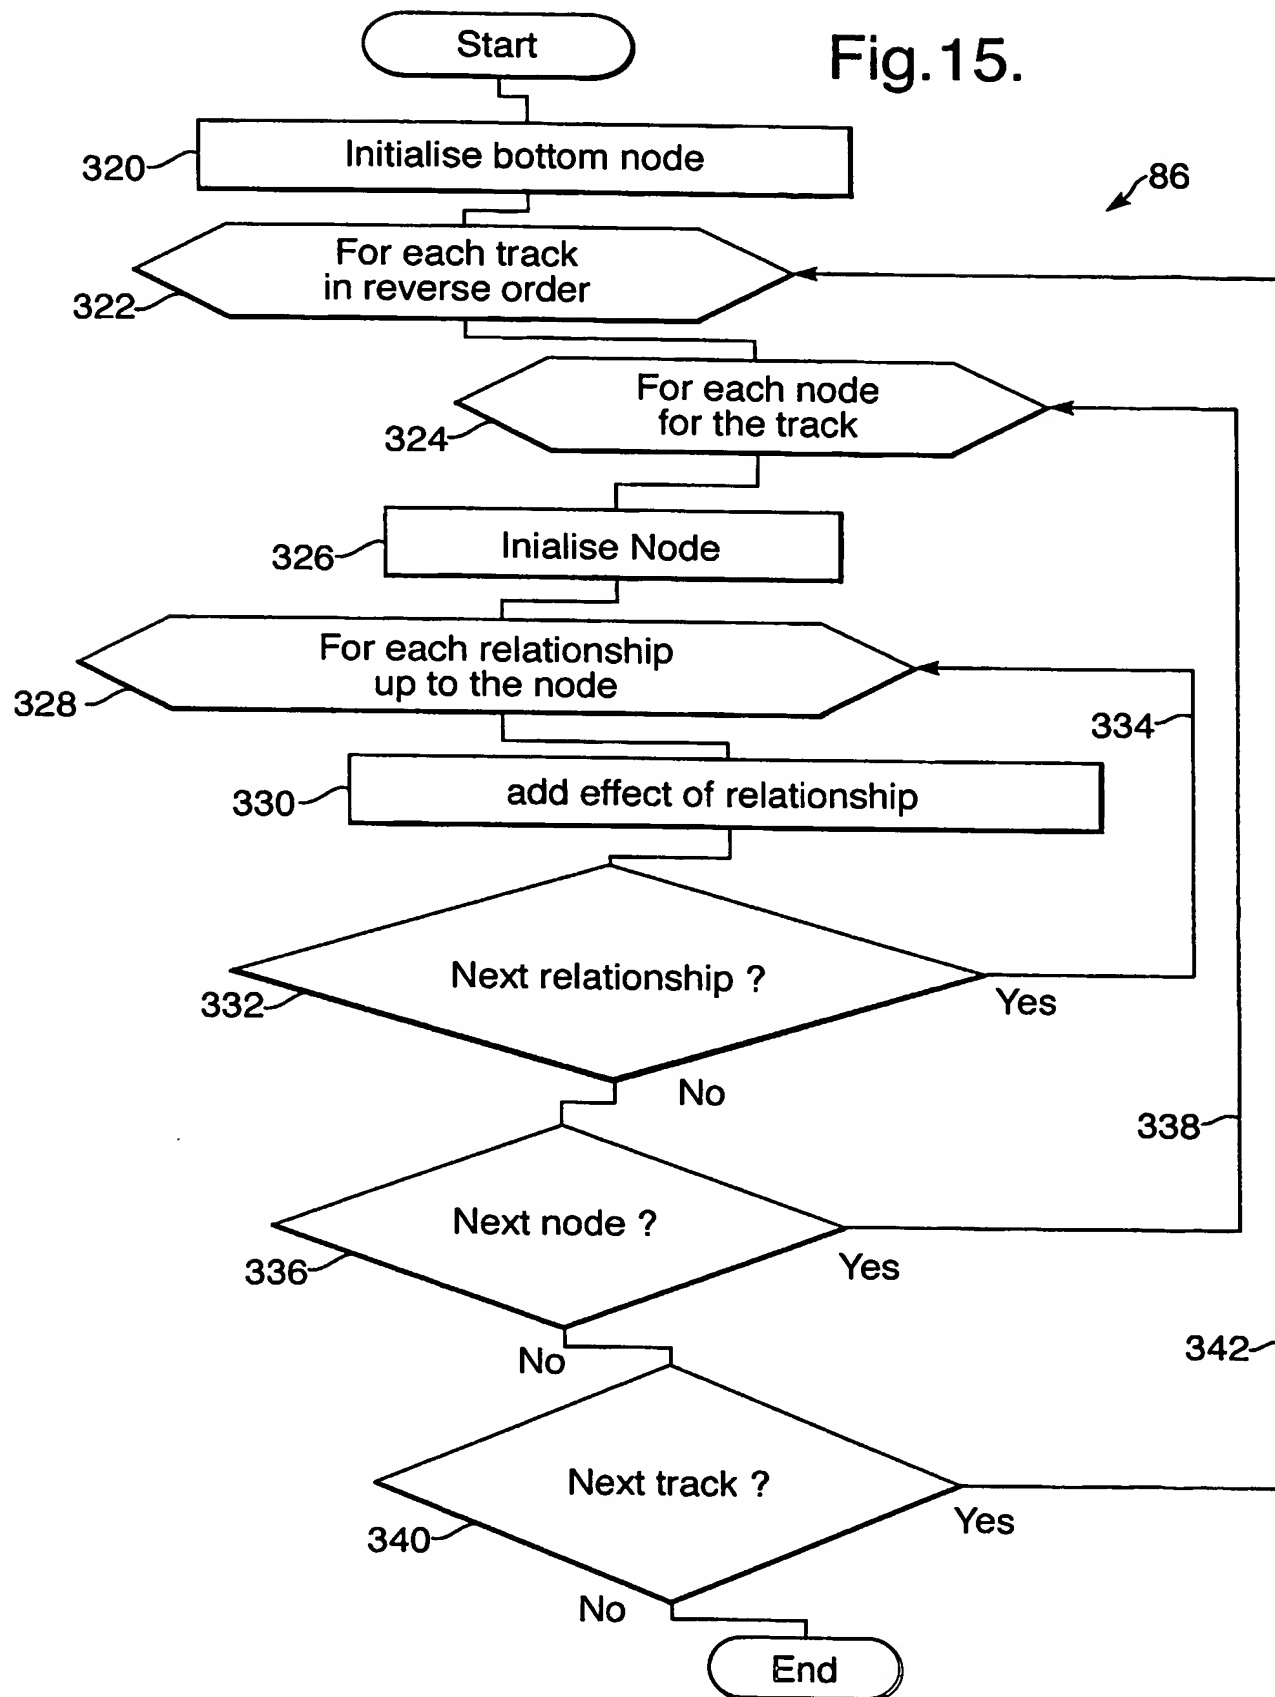 Start
Fig.15.
320
Initialise bottom node
86
For each track
in reverse order
322
For each node
for the track
324
Inialise Node
326
For each relationship
up to the node
328
334
add effect of relationship
330
Next relationship ?
332
Yes
No
338
Next node ?
336
Yes
No
342
Next track ?
340
Yes
No
End